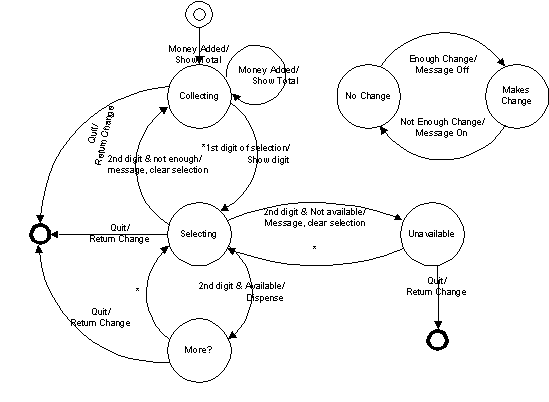 Money Added/
Show Total
Money Added/
Show Total
Collecting
Enough Change/
Message Off
No Change
Makes
Change
Not Enough Change/
Message On
Quit/
Return Change
2nd digit & not enough/
message, clear selection
*1st digit of selection/
Show digit
2nd digit & Not available/
Message, clear selection
Quit/
Return Change
Selecting
Unavailable
*
2nd digit & Available/
Dispense
*
Quit/
Return Change
Quit/
Return Change
More?